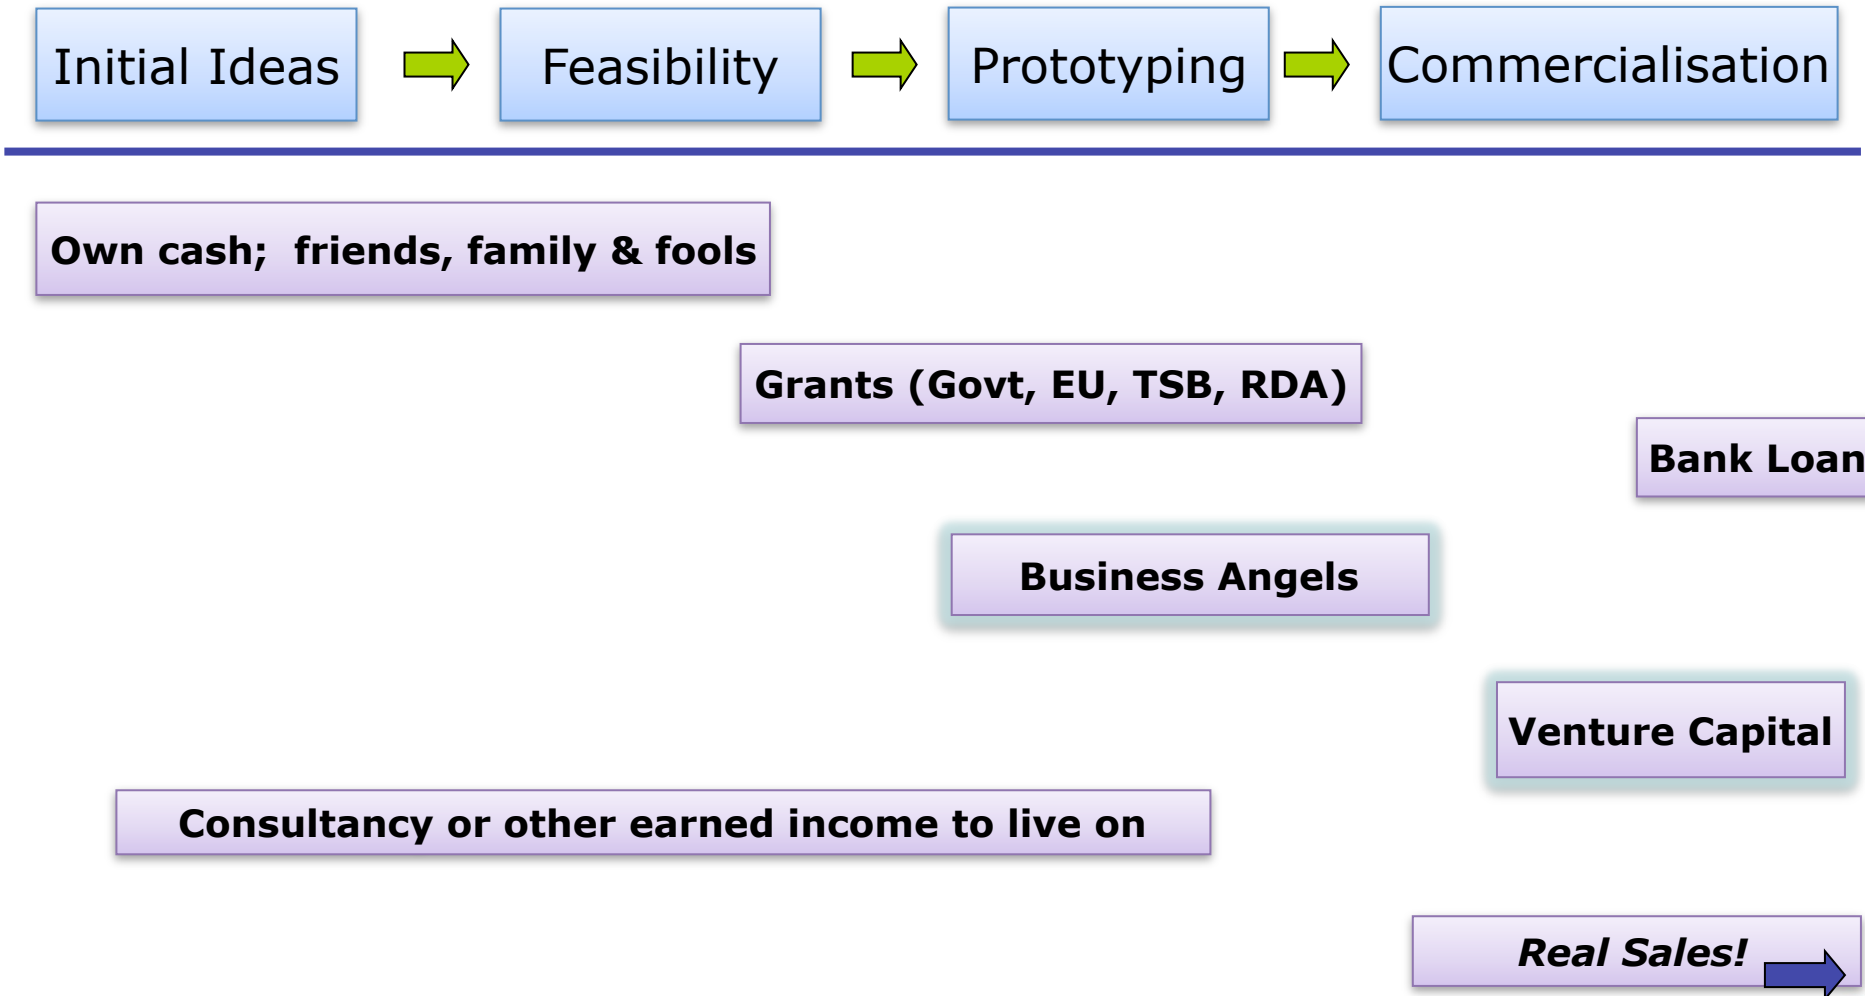 Initial Ideas
Feasibility
Prototyping
Commercialisation
Own cash;  friends, family & fools
Grants (Govt, EU, TSB, RDA)
Bank Loan
Business Angels
Venture Capital
Consultancy or other earned income to live on
Real Sales!